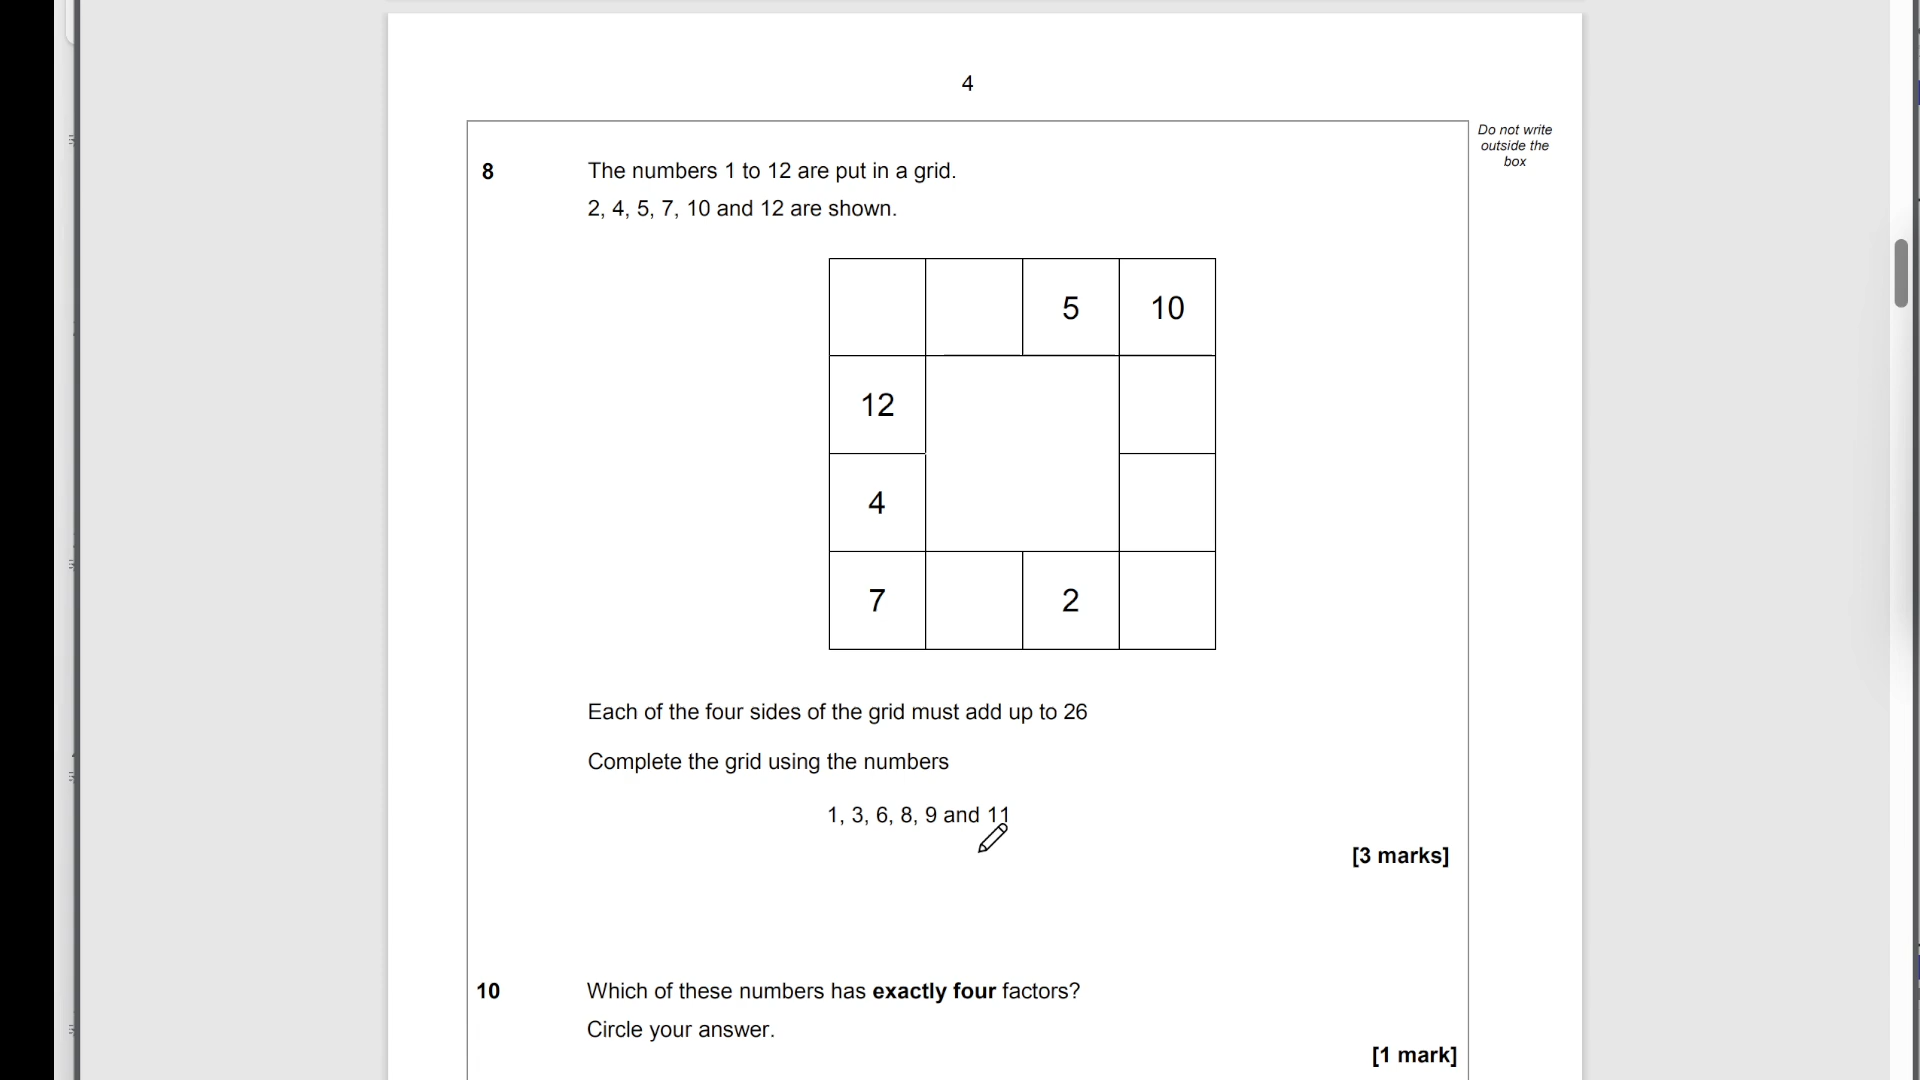 4
Do not write
outside the
box
8 The numbers 1 to 12 are put in a grid.
2, 4, 5, 7, 10 and 12 are shown.
5 10
12
4
7 2
Each of the four sides of the grid must add up to 26
Complete the grid using the numbers
1, 3, 6, 8, 9 and 11
[3 marks]
10 Which of these numbers has exactly four factors?
Circle your answer.
[1 mark]